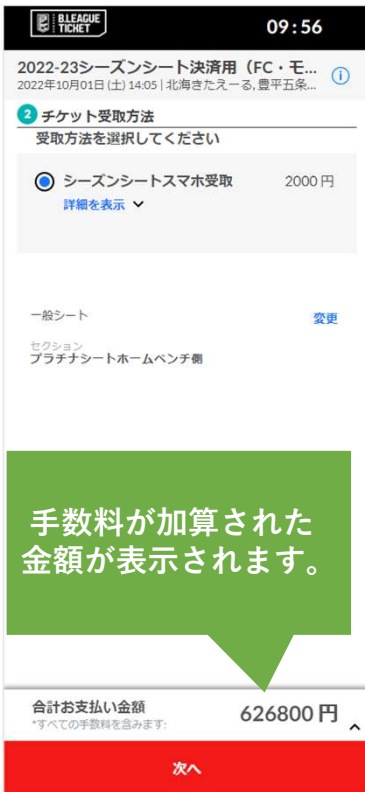 B.LEAGUE
TICKET
09:56
2022-23シーズンシート決済用（FC・モ...
2022年10月01日 (土) 14:05 | 北海きたえーる, 豊平五条...
2 チケット受取方法
受取方法を選択してください
シーズンシートスマホ受取 2000 円
詳細を表示
一般シート 変更
セクション
プラチナシートホームベンチ側
手数料が加算された
金額が表示されます。
合計お支払い金額 626800 円
*すべての手数料を含みます:
次へ